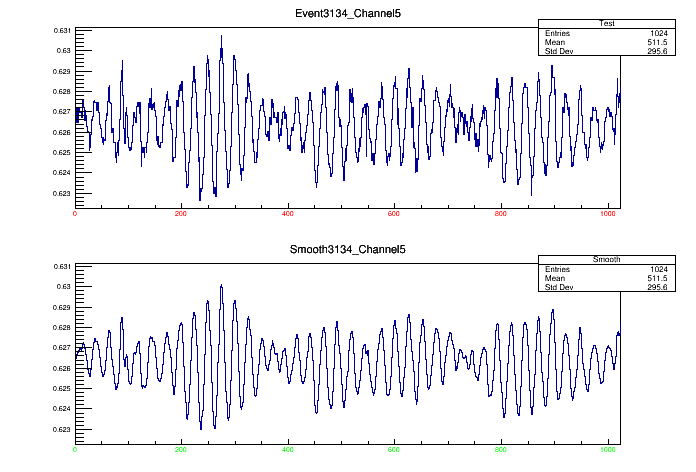 Event3134_Channel5
Test
Entries 1024
Mean 511.5
Std Dev 295.6
0.631
0.63
0.629
0.628
0.627
0.626
0.625
0.624
0.623
0 200 400 600 800 1000
Smooth3134_Channel5
Smooth
Entries 1024
Mean 511.5
Std Dev 295.6
0.631
0.63
0.629
0.628
0.627
0.626
0.625
0.624
0.623
0 200 400 600 800 1000